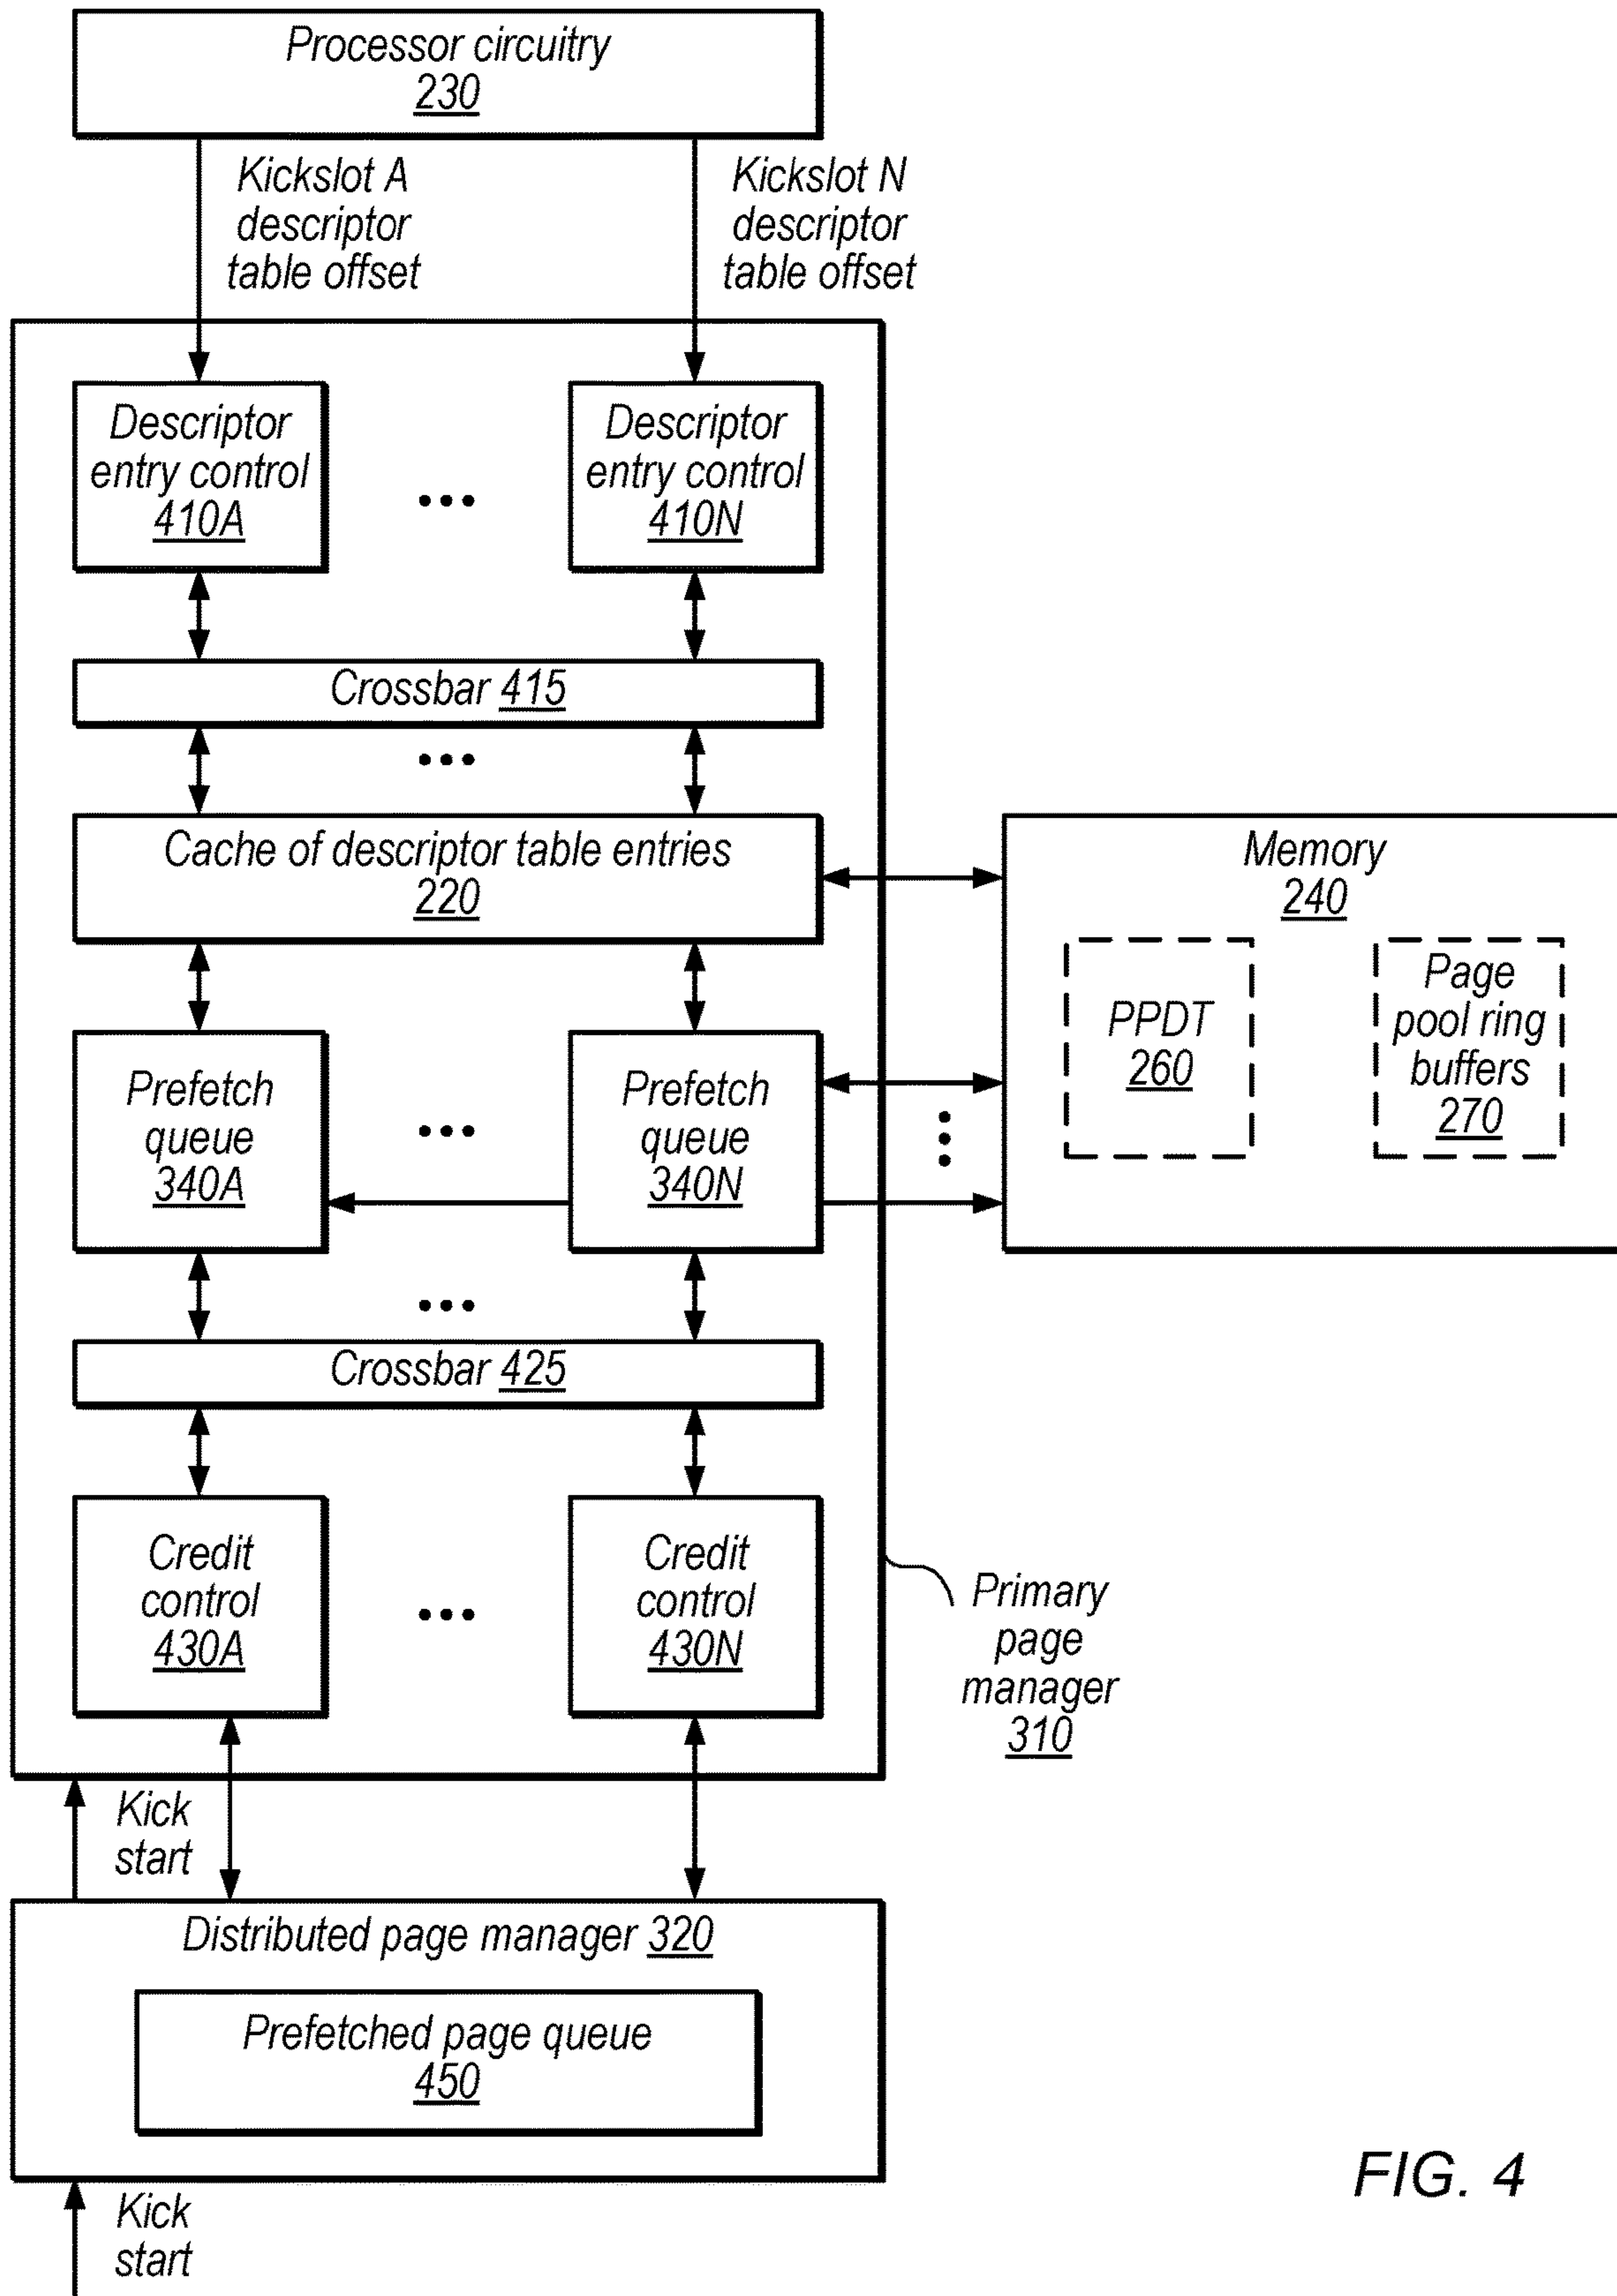 Processor circuitry
230
Kickslot A
descriptor
table offset
Kickslot N
descriptor
table offset
Descriptor
entry control
410A
Descriptor
entry control
410N
Crossbar 415
Cache of descriptor table entries
220
Memory
240
PPDT
260
Page
pool ring
buffers
270
Prefetch
queue
340A
Prefetch
queue
340N
Crossbar 425
Credit
control
430A
Credit
control
430N
Primary
page
manager
310
Kick
start
Distributed page manager 320
Prefetched page queue
450
Kick
start
FIG. 4